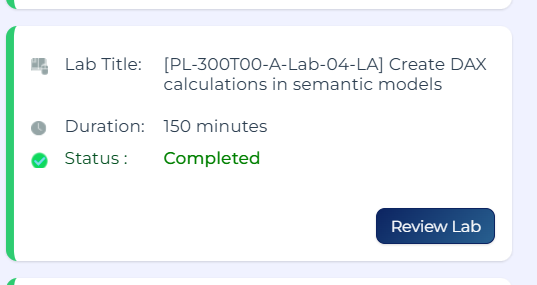 Lab Title: [PL-300T00-A-Lab-04-LA] Create DAX
calculations in semantic models
Duration: 150 minutes
Status : Completed
Review Lab